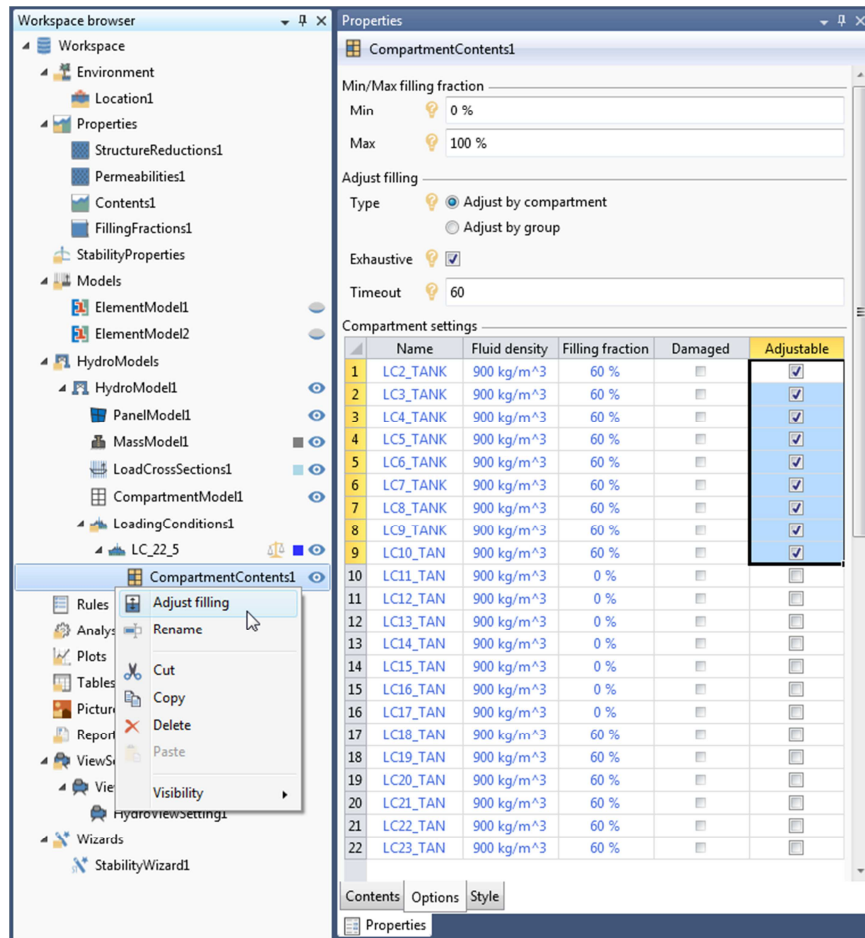 Workspace browser
Workspace
Environment
Location1
Properties
StructureReductions1
Permeabilities1
Contents1
FillingFractions1
StabilityProperties
Models
ElementModel1
ElementModel2
HydroModels
HydroModel1
PanelModel1
MassModel1
LoadCrossSections1
CompartmentModel1
LoadingConditions1
LC_22_5
CompartmentContents1
Rules
Analys
Plots
Tables
Pictur
Report
ViewSe
Vie
HydroViewSetting1
Wizards
StabilityWizard1
Adjust filling
Rename
Cut
Copy
Delete
Paste
Visibility
Properties
CompartmentContents1
Min/Max filling fraction
Min 0 %
Max 100 %
Adjust filling
Type Adjust by compartment
Adjust by group
Exhaustive
Timeout 60
Compartment settings
Name Fluid density Filling fraction Damaged Adjustable
1 LC2_TANK 900 kg/m^3 60 %
2 LC3_TANK 900 kg/m^3 60 %
3 LC4_TANK 900 kg/m^3 60 %
4 LC5_TANK 900 kg/m^3 60 %
5 LC6_TANK 900 kg/m^3 60 %
6 LC7_TANK 900 kg/m^3 60 %
7 LC8_TANK 900 kg/m^3 60 %
8 LC9_TANK 900 kg/m^3 60 %
9 LC10_TAN 900 kg/m^3 60 %
10 LC11_TAN 900 kg/m^3 0 %
11 LC12_TAN 900 kg/m^3 0 %
12 LC13_TAN 900 kg/m^3 0 %
13 LC14_TAN 900 kg/m^3 0 %
14 LC15_TAN 900 kg/m^3 0 %
15 LC16_TAN 900 kg/m^3 0 %
16 LC17_TAN 900 kg/m^3 0 %
17 LC18_TAN 900 kg/m^3 60 %
18 LC19_TAN 900 kg/m^3 60 %
19 LC20_TAN 900 kg/m^3 60 %
20 LC21_TAN 900 kg/m^3 60 %
21 LC22_TAN 900 kg/m^3 60 %
22 LC23_TAN 900 kg/m^3 60 %
Contents Options Style
Properties